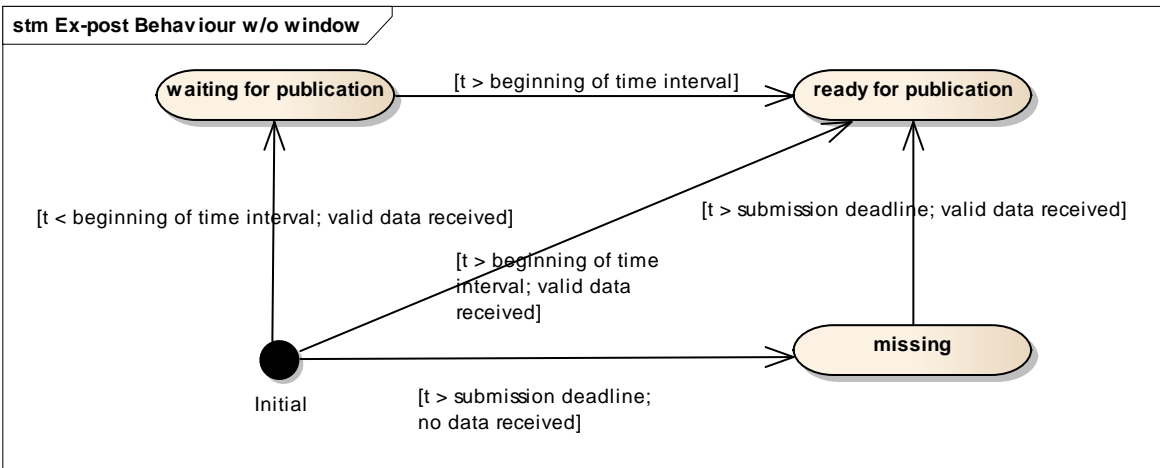 stm Ex-post Behaviour w/o window
waiting for publication
[t > beginning of time interval]
ready for publication
[t < beginning of time interval; valid data received]
[t > submission deadline; valid data received]
[t > beginning of time
interval; valid data
received]
missing
Initial
[t > submission deadline;
no data received]